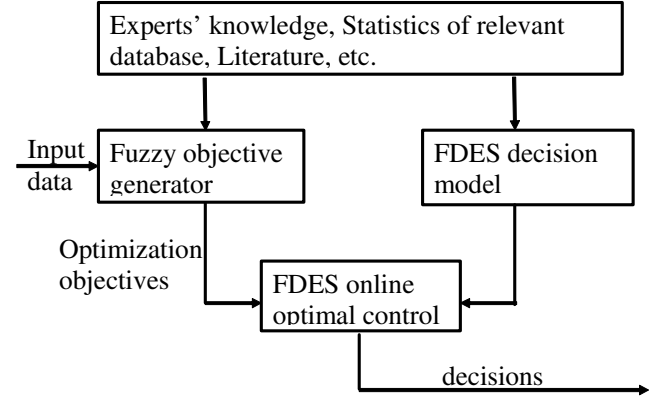 Experts' knowledge, Statistics of relevant
database, Literature, etc.
Input
data
Fuzzy objective
generator
FDES decision
model
Optimization
objectives
FDES online
optimal control
decisions